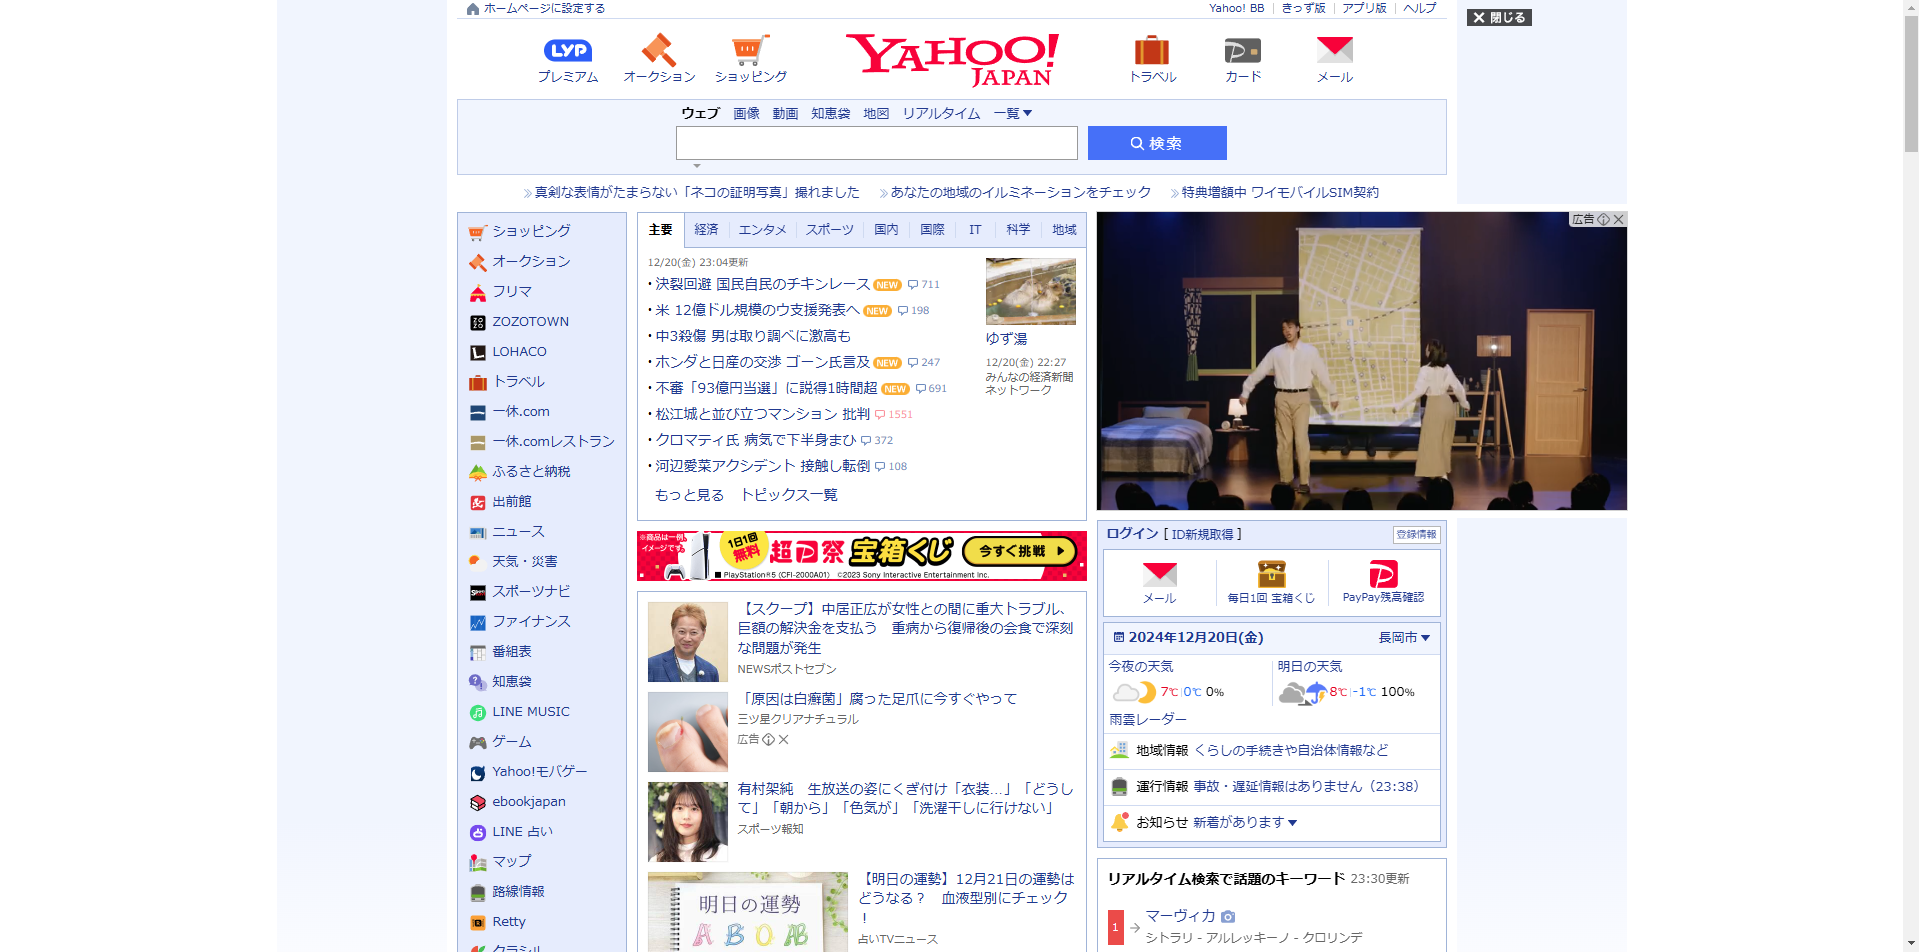 ホームページに設定する
Yahoo! BB きっず版 アプリ版 ヘルプ
✕ 閉じる
LYP
プレミアム オークション ショッピング
YAHOO!
JAPAN
トラベル カード メール
ウェブ 画像 動画 知恵袋 地図 リアルタイム 一覧▼
検索
真剣な表情がたまらない「ネコの証明写真」撮れました あなたの地域のイルミネーションをチェック 特典増額中 ワイモバイルSIM契約
ショッピング
オークション
フリマ
ZOZOTOWN
LOHACO
トラベル
一休.com
一休.comレストラン
ふるさと納税
出前館
ニュース
天気・災害
スポーツナビ
ファイナンス
番組表
知恵袋
LINE MUSIC
ゲーム
Yahoo!モバゲー
ebookjapan
LINE 占い
マップ
路線情報
Retty
クラシル
主要 経済 エンタメ スポーツ 国内 国際 IT 科学 地域
12/20(金) 23:04更新
・決裂回避 国民自民のチキンレース NEW 711
・米 12億ドル規模のウ支援発表へ NEW 198
・中3殺傷 男は取り調べに激高も
・ホンダと日産の交渉 ゴーン氏言及 NEW 247
・不審「93億円当選」に説得1時間超 NEW 691
・松江城と並び立つマンション 批判 1551
・クロマティ氏 病気で下半身まひ 372
・河辺愛菜アクシデント 接触し転倒 108
もっと見る トピックス一覧
ゆず湯
12/20(金) 22:27
みんなの経済新聞
ネットワーク
※商品は一例、
イメージです。
1日1回
無料
超P祭 宝箱くじ 今すぐ挑戦
■ PlayStation®5 (CFI-2000A01) ©2023 Sony Interactive Entertainment Inc.
【スクープ】中居正広が女性との間に重大トラブル、
巨額の解決金を支払う 重病から復帰後の会食で深刻
な問題が発生
NEWSポストセブン
「原因は白癬菌」腐った足爪に今すぐやって
三ツ星クリアナチュラル
広告
有村架純 生放送の姿にくぎ付け「衣装...」「どうし
て」「朝から」「色気が」「洗濯干しに行けない」
スポーツ報知
明日の運勢
A B O AB
【明日の運勢】12月21日の運勢は
どうなる? 血液型別にチェック
!
占いTVニュース
広告
ログイン [ ID新規取得 ]
登録情報
メール 毎日1回 宝箱くじ PayPay残高確認
2024年12月20日(金) 長岡市▼
今夜の天気 明日の天気
7℃ 0℃ 0% 8℃ -1℃ 100%
雨雲レーダー
地域情報 くらしの手続きや自治体情報など
運行情報 事故・遅延情報はありません（23:38）
お知らせ 新着があります▼
リアルタイム検索で話題のキーワード 23:30更新
1 マーヴィカ
シトラリ - アルレッキーノ - クロリンデ